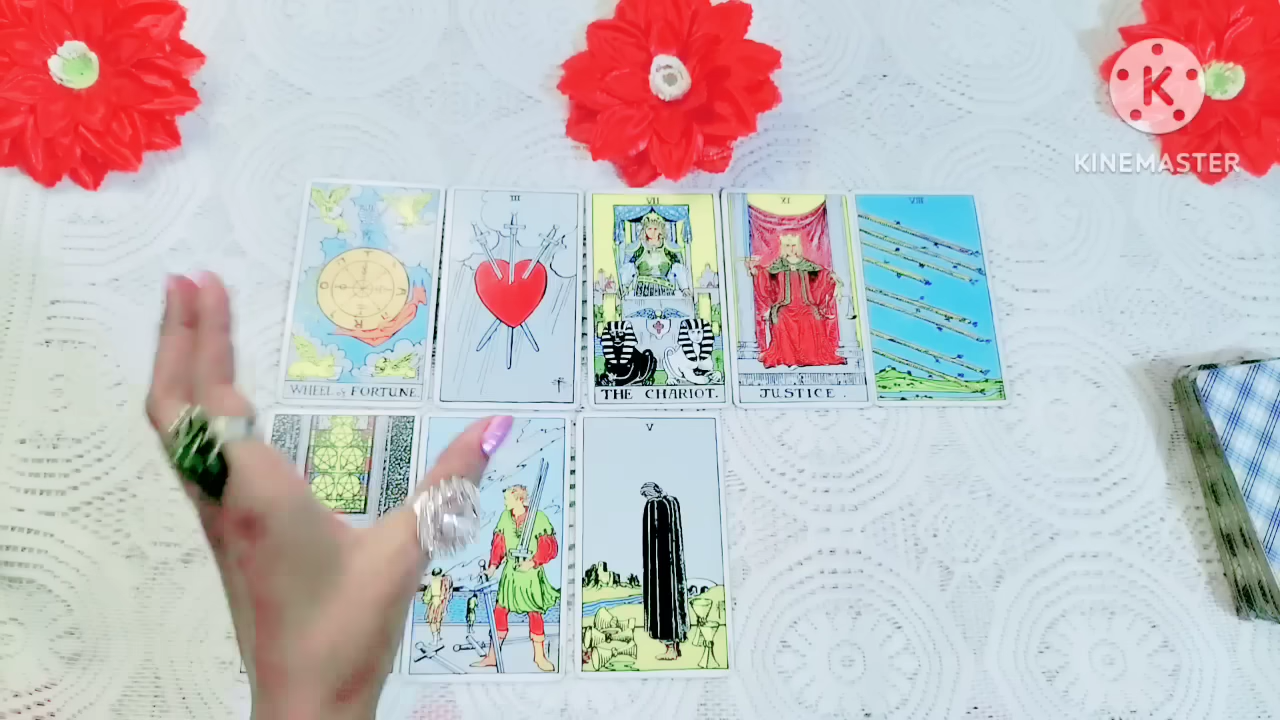 K
KINEMASTER
III
VII
XI
VIII
WHEEL of FORTUNE
THE CHARIOT.
JUSTICE.
V